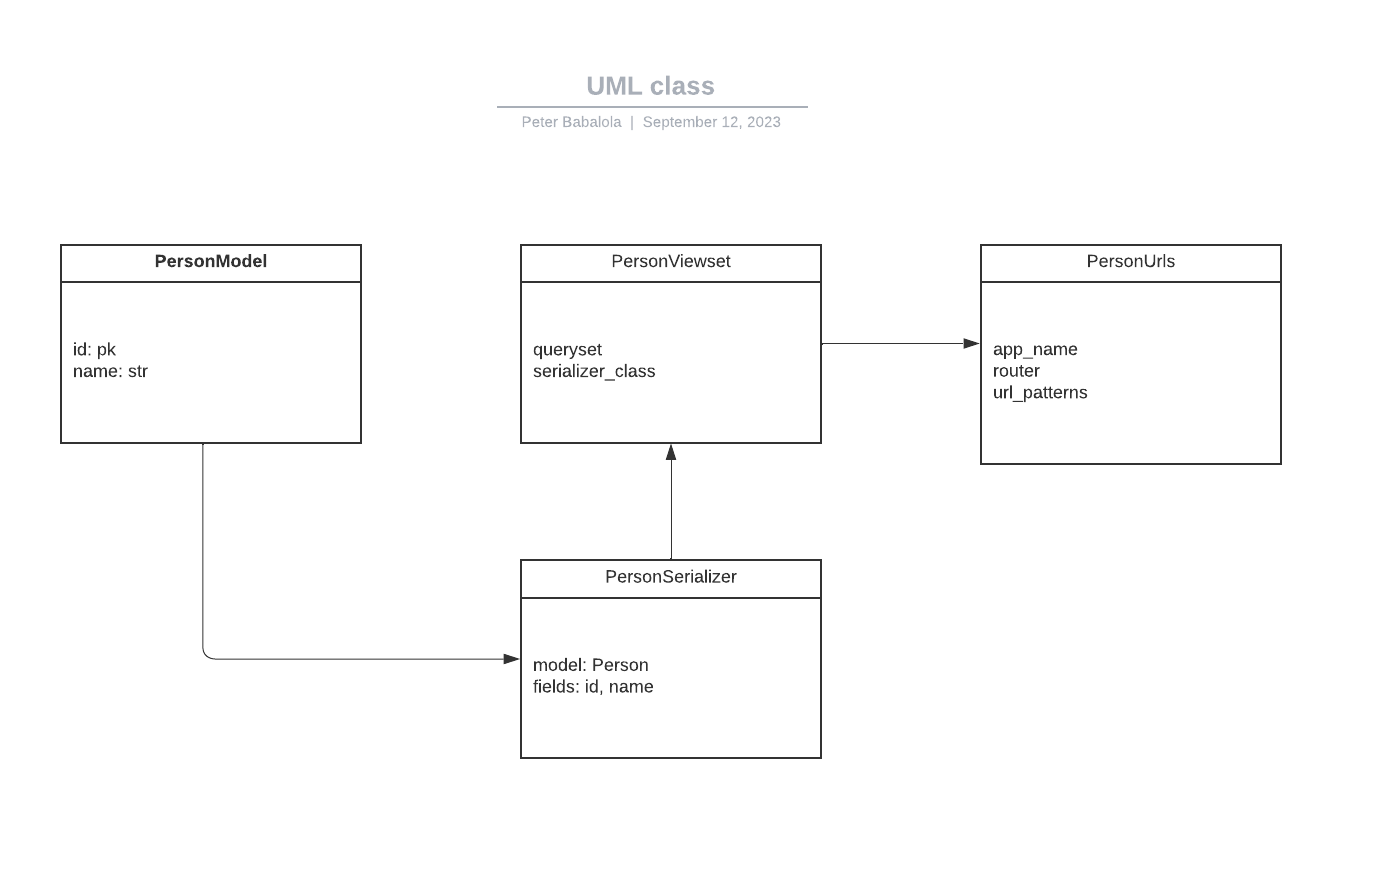 UML class
Peter Babalola | September 12, 2023
PersonModel
id: pk
name: str
PersonViewset
queryset
serializer_class
PersonUrls
app_name
router
url_patterns
PersonSerializer
model: Person
fields: id, name